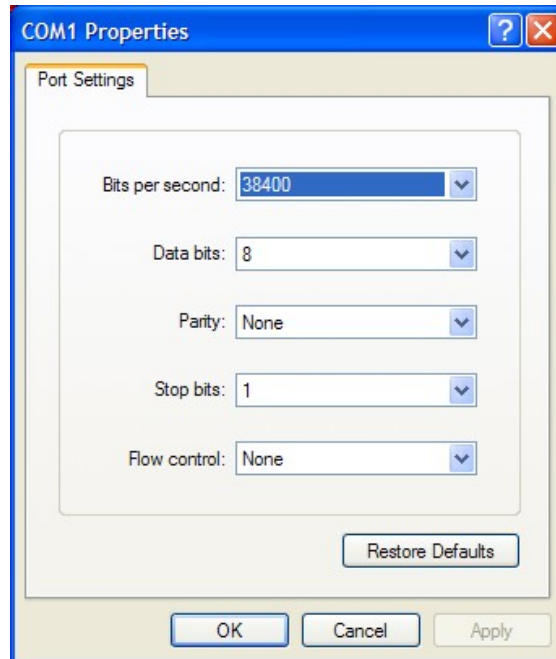 COM1 Properties
Port Settings
Bits per second: 38400
Data bits: 8
Parity: None
Stop bits: 1
Flow control: None
Restore Defaults
OK Cancel Apply